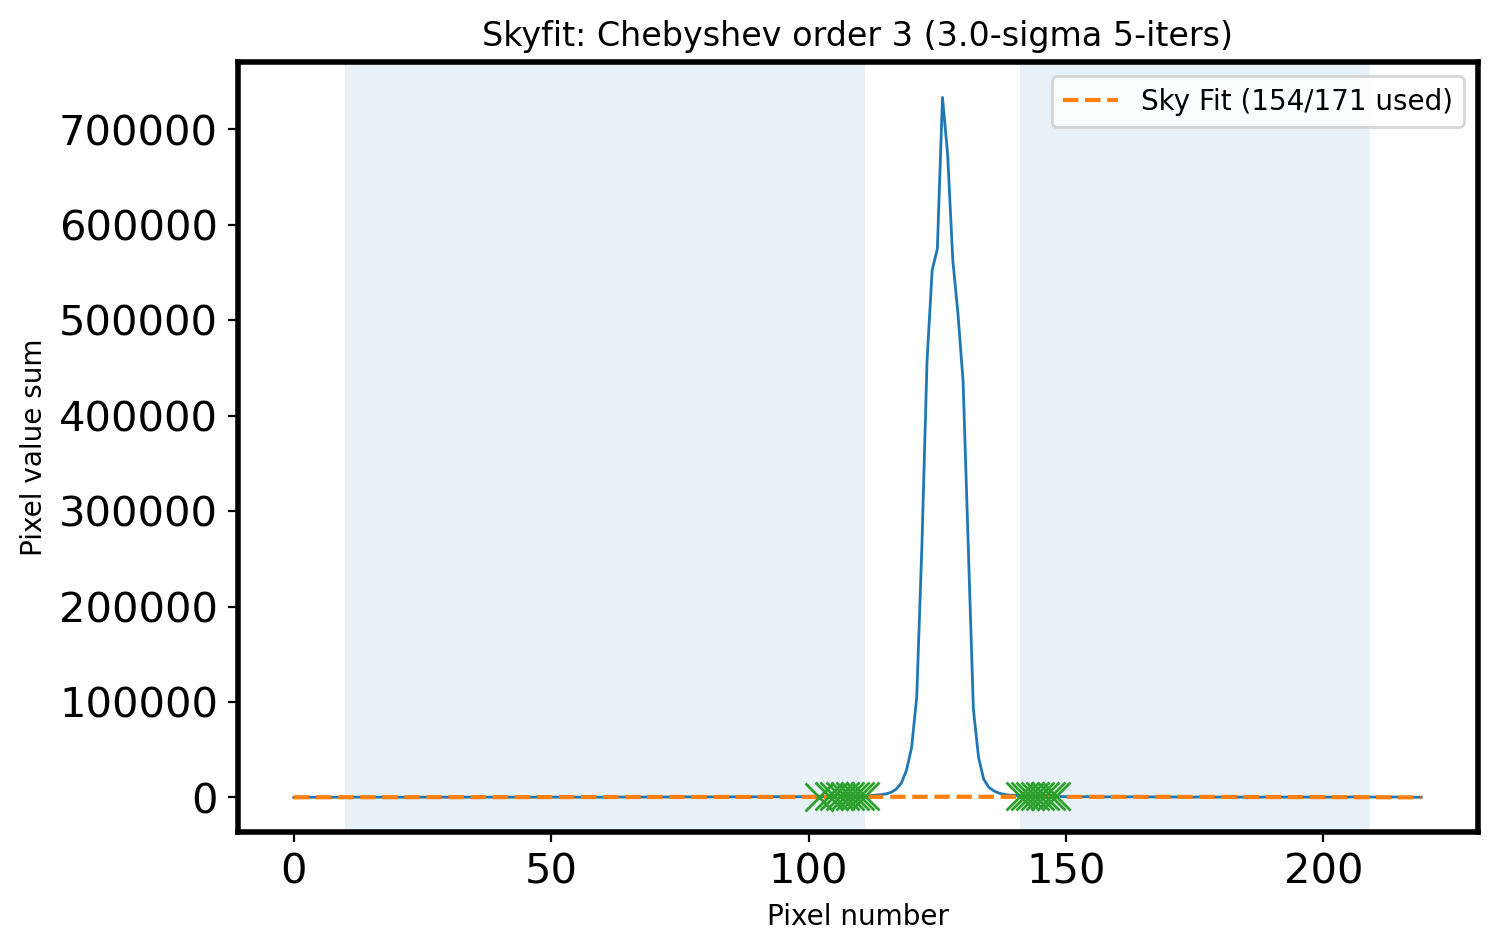 Skyfit: Chebyshev order 3 (3.0-sigma 5-iters)
Sky Fit (154/171 used)
700000
600000
500000
400000
300000
200000
100000
0
Pixel value sum
0 50 100 150 200
Pixel number